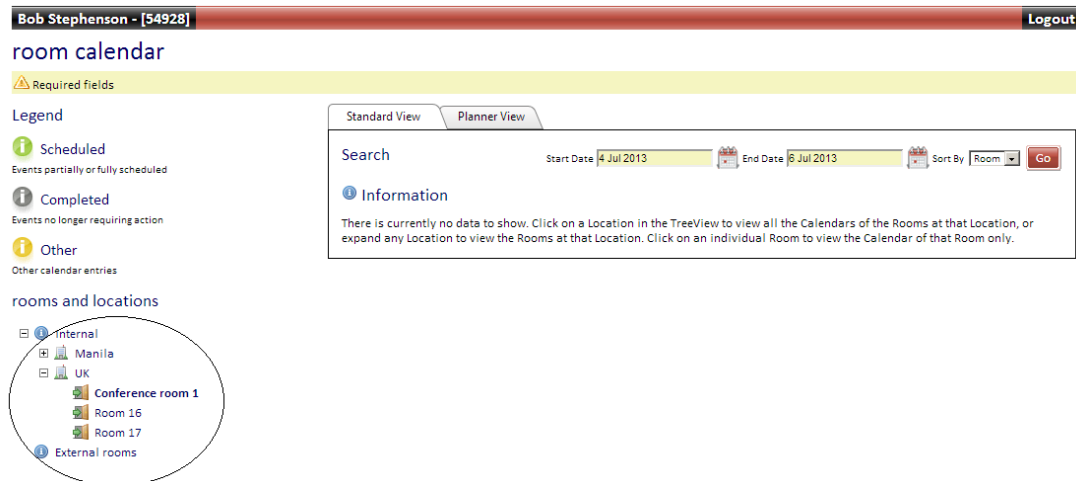 Bob Stephenson - [54928] Logout
room calendar
Required fields
Legend
Scheduled
Events partially or fully scheduled
Completed
Events no longer requiring action
Other
Other calendar entries
rooms and locations
Internal
Manila
UK
Conference room 1
Room 16
Room 17
External rooms
Standard View Planner View
Search Start Date 4 Jul 2013 End Date 6 Jul 2013 Sort By Room Go
Information
There is currently no data to show. Click on a Location in the TreeView to view all the Calendars of the Rooms at that Location, or
expand any Location to view the Rooms at that Location. Click on an individual Room to view the Calendar of that Room only.